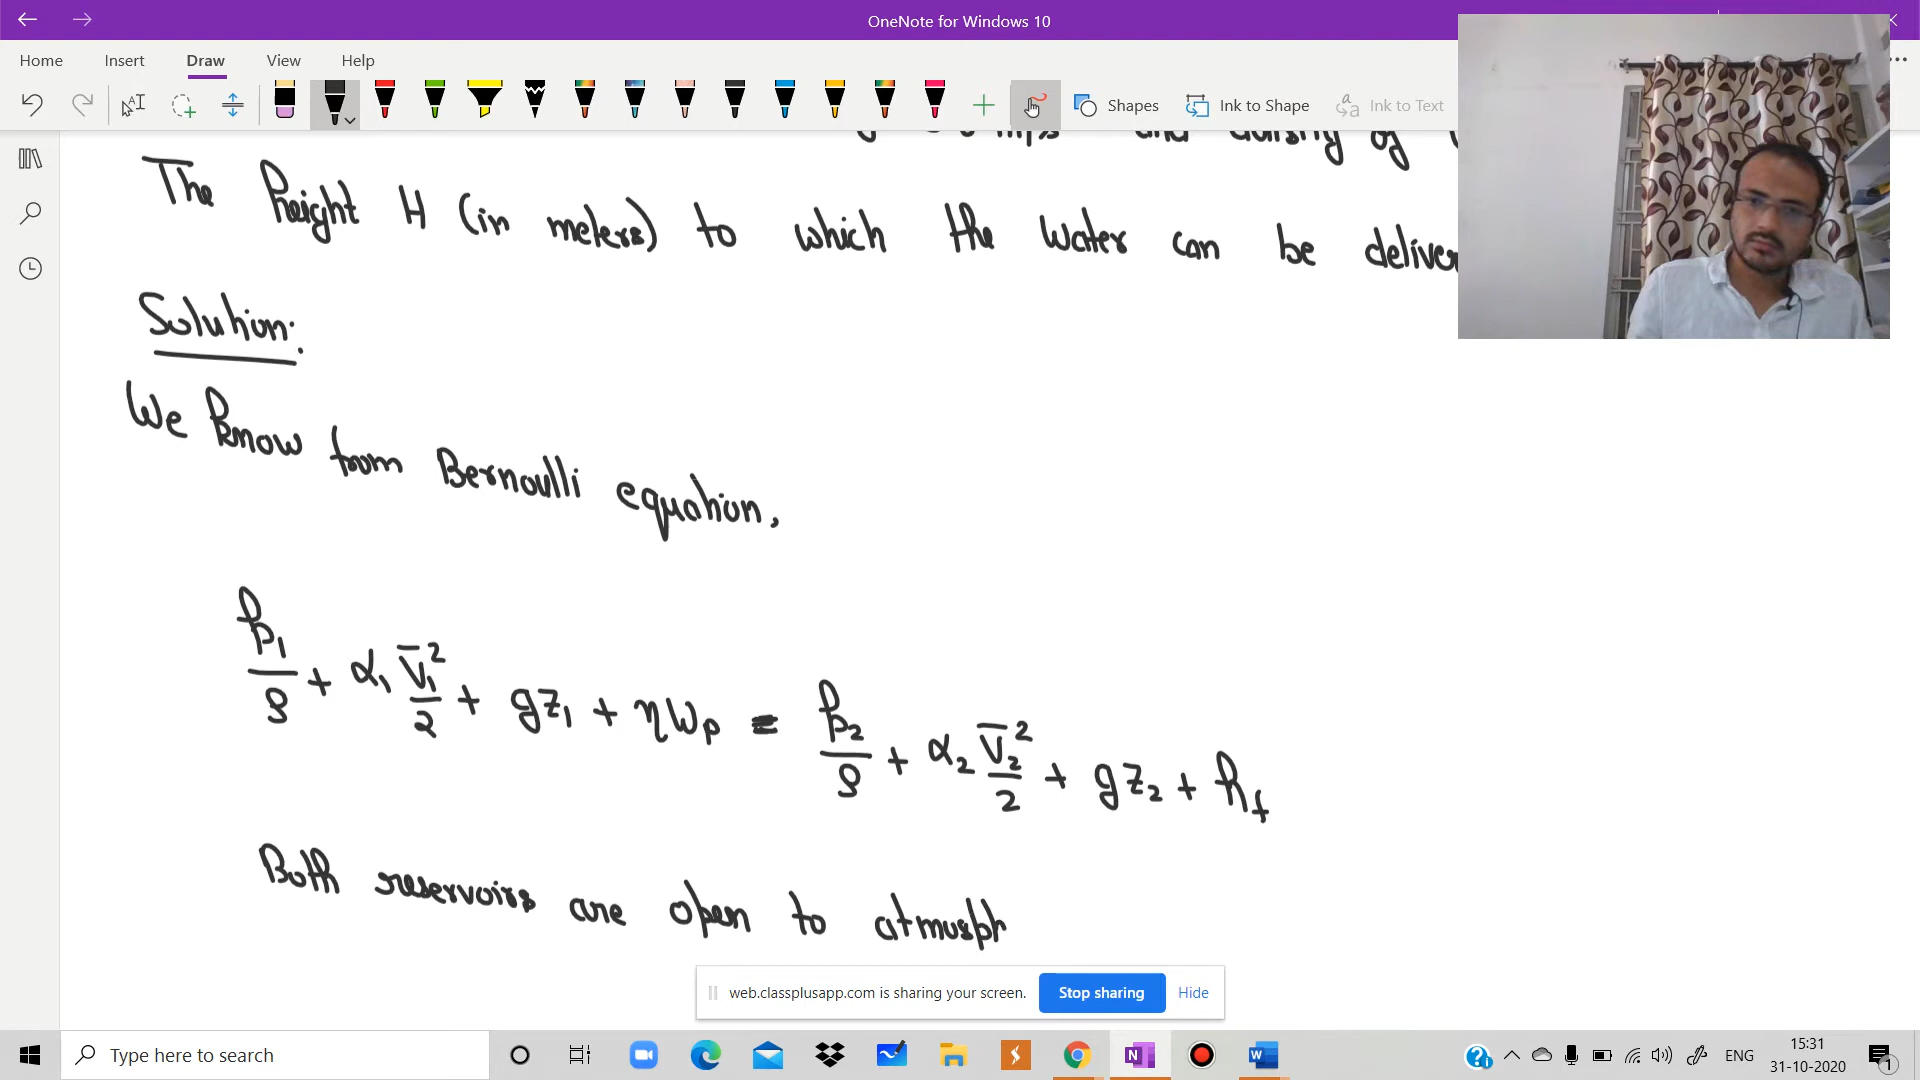 OneNote for Windows 10
Home Insert Draw View Help
Shapes Ink to Shape Ink to Text
The height H (in meters) to which the Water can be deliver
Solution:
We know from Bernoulli equation,
p₁/ρ + α₁ V̄₁²/2 + gz₁ + ηWₚ = p₂/ρ + α₂ V̄₂²/2 + gz₂ + h_f
Both reservoirs are open to atmosph
web.classplusapp.com is sharing your screen. Stop sharing Hide
Type here to search
ENG
15:31
31-10-2020
1